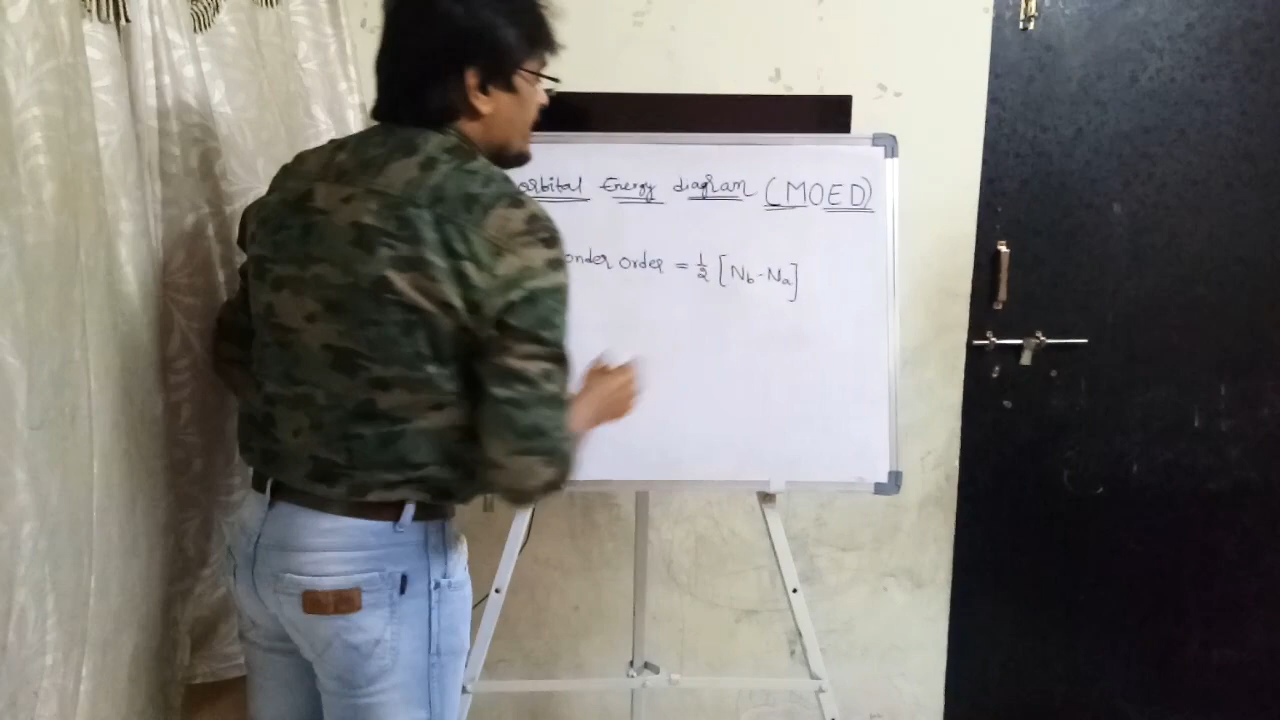 orbital Energy diagram (MOED)
onder order = 1/2 [Nb-Na]